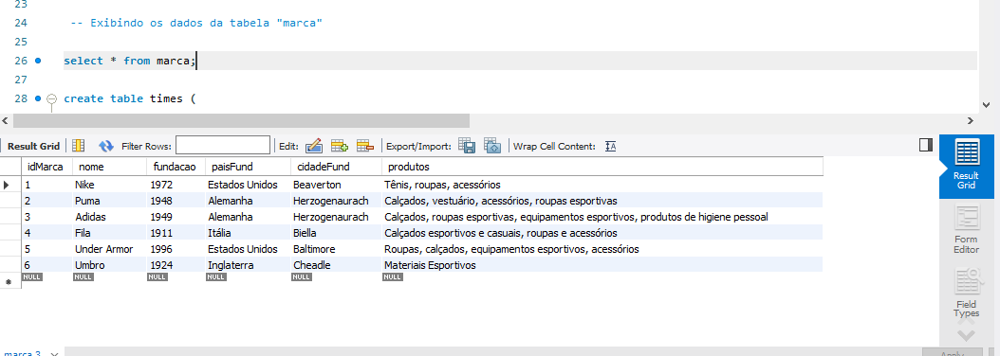 23
24 -- Exibindo os dados da tabela "marca"
25
26 select * from marca;
27
28 create table times (
Result Grid Filter Rows: Edit: Export/Import: Wrap Cell Content: IA
idMarca nome fundacao paisFund cidadeFund produtos
1 Nike 1972 Estados Unidos Beaverton Tênis, roupas, acessórios
2 Puma 1948 Alemanha Herzogenaurach Calçados, vestuário, acessórios, roupas esportivas
3 Adidas 1949 Alemanha Herzogenaurach Calçados, roupas esportivas, equipamentos esportivos, produtos de higiene pessoal
4 Fila 1911 Itália Biella Calçados esportivos e casuais, roupas e acessórios
5 Under Armor 1996 Estados Unidos Baltimore Roupas, calçados, equipamentos esportivos, acessórios
6 Umbro 1924 Inglaterra Cheadle Materiais Esportivos
NULL NULL NULL NULL NULL NULL
Result
Grid
Form
Editor
Field
Types
marca 3
Apply